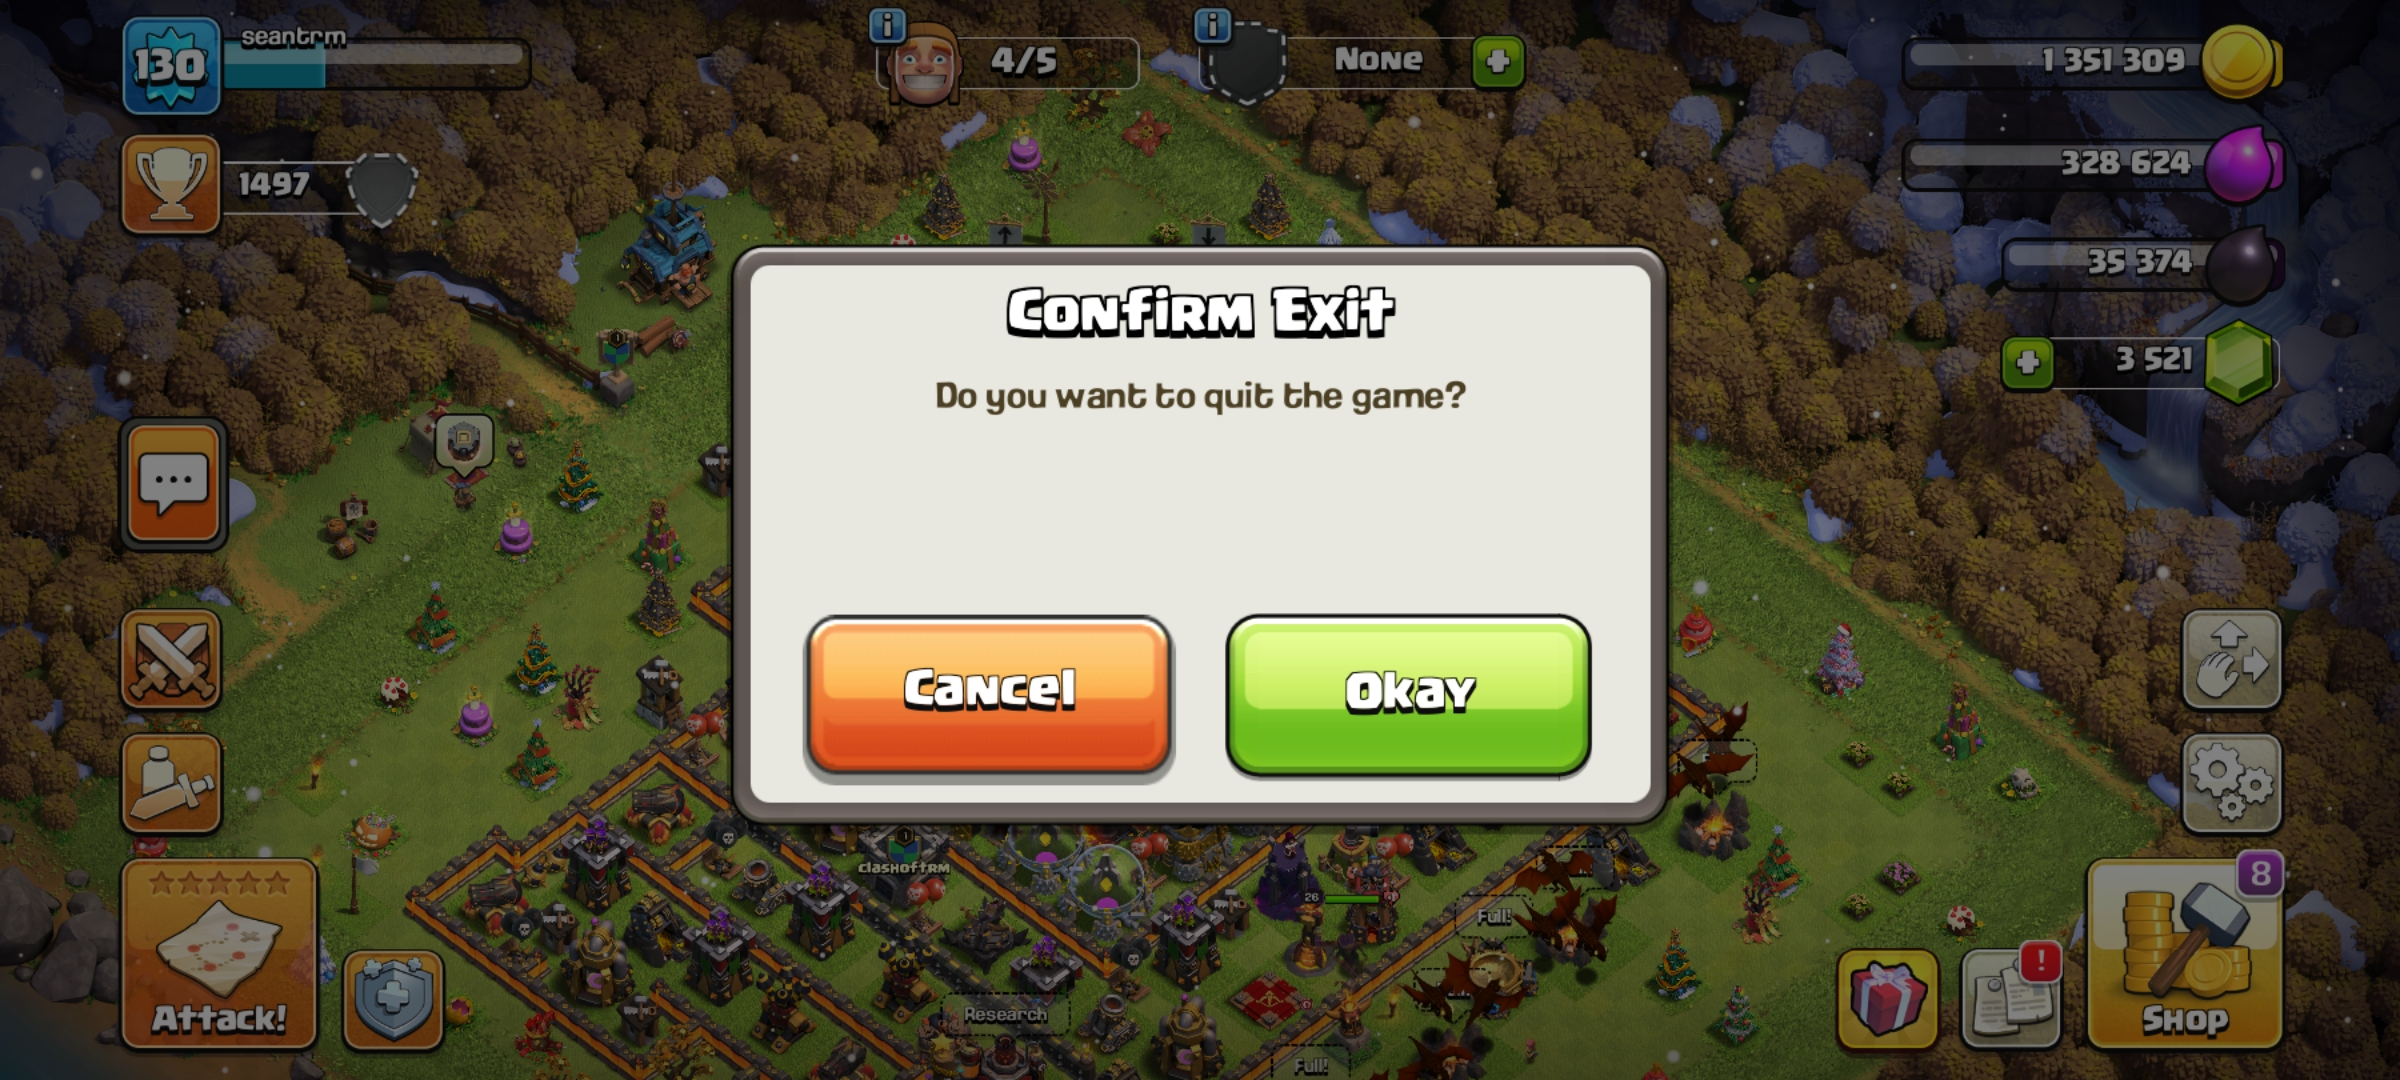 130
seantrm
4/5
None
1 351 309
1497
328 624
35 374
3 521
Confirm Exit
Do you want to quit the game?
Cancel
Okay
clashoftrm
26
Full!
8
Attack!
Research
Shop
Full!